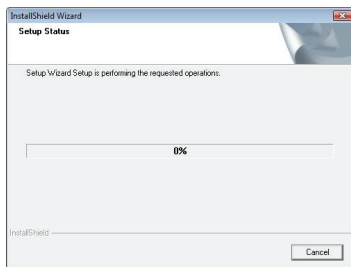 InstallShield Wizard
Setup Status
Setup Wizard Setup is performing the requested operations.
0%
InstallShield
Cancel